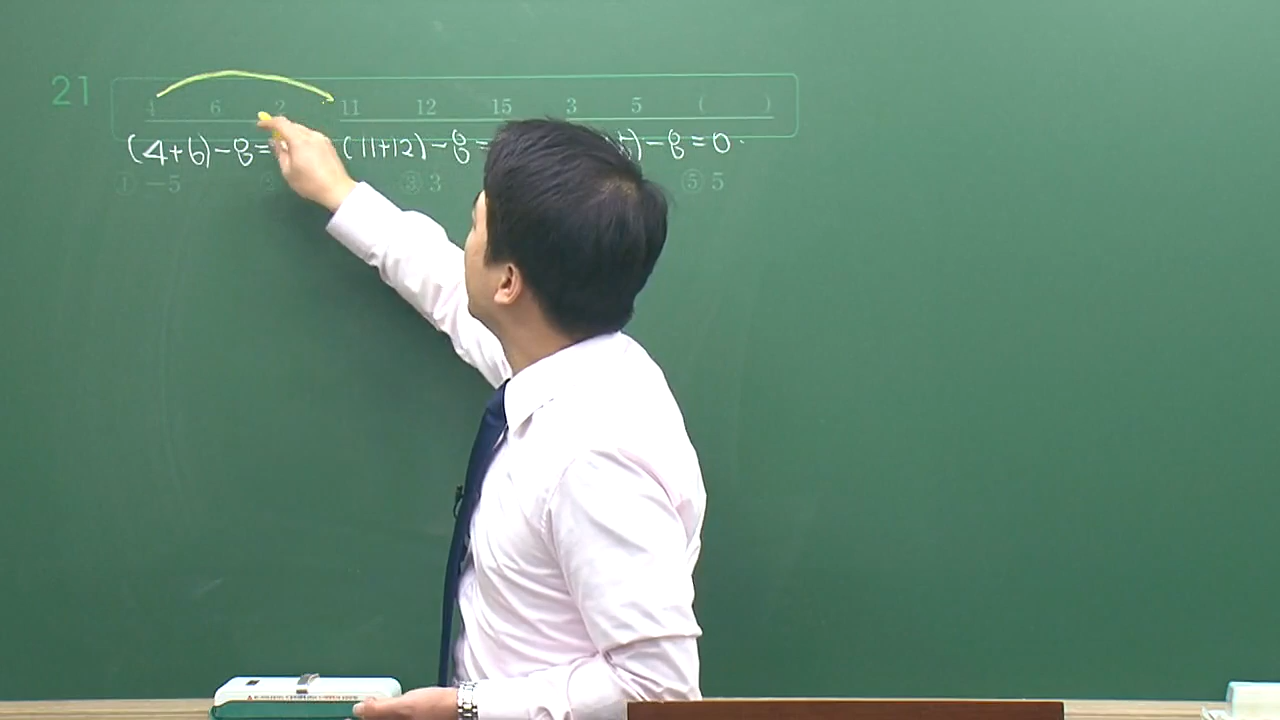 21 4 6 2 11 12 15 3 5 ( )
(4+6)-8= (11+12)-8= )-8=0.
① -5 ③ 3 ⑤ 5